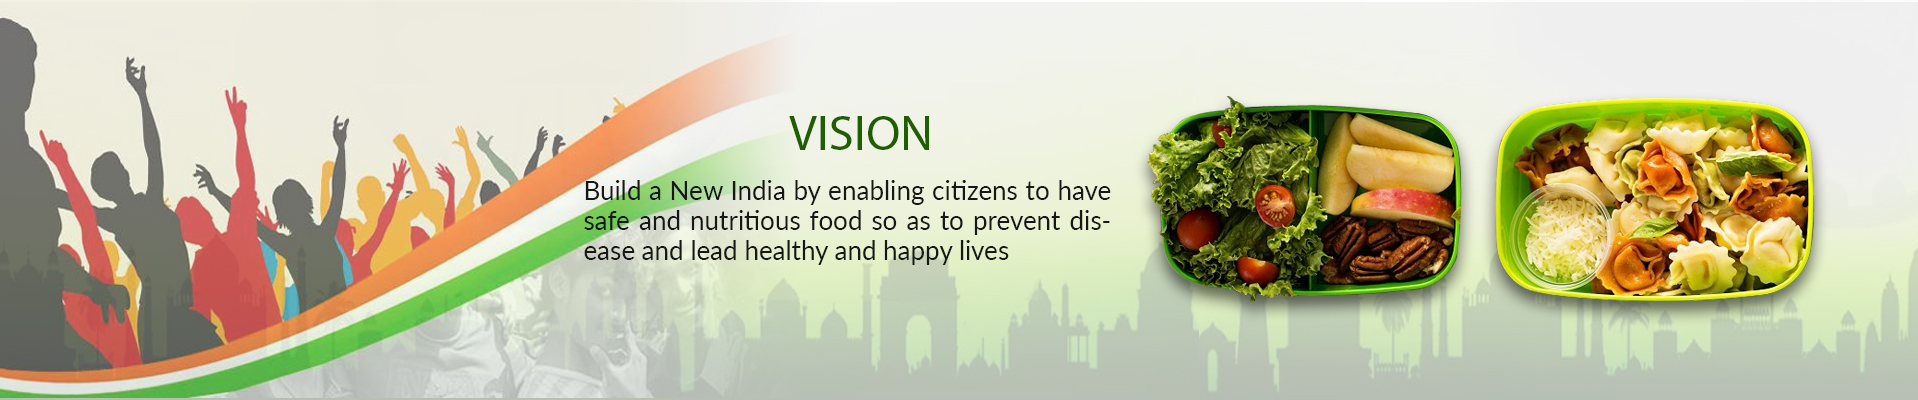 VISION
Build a New India by enabling citizens to have
safe and nutritious food so as to prevent dis-
ease and lead healthy and happy lives